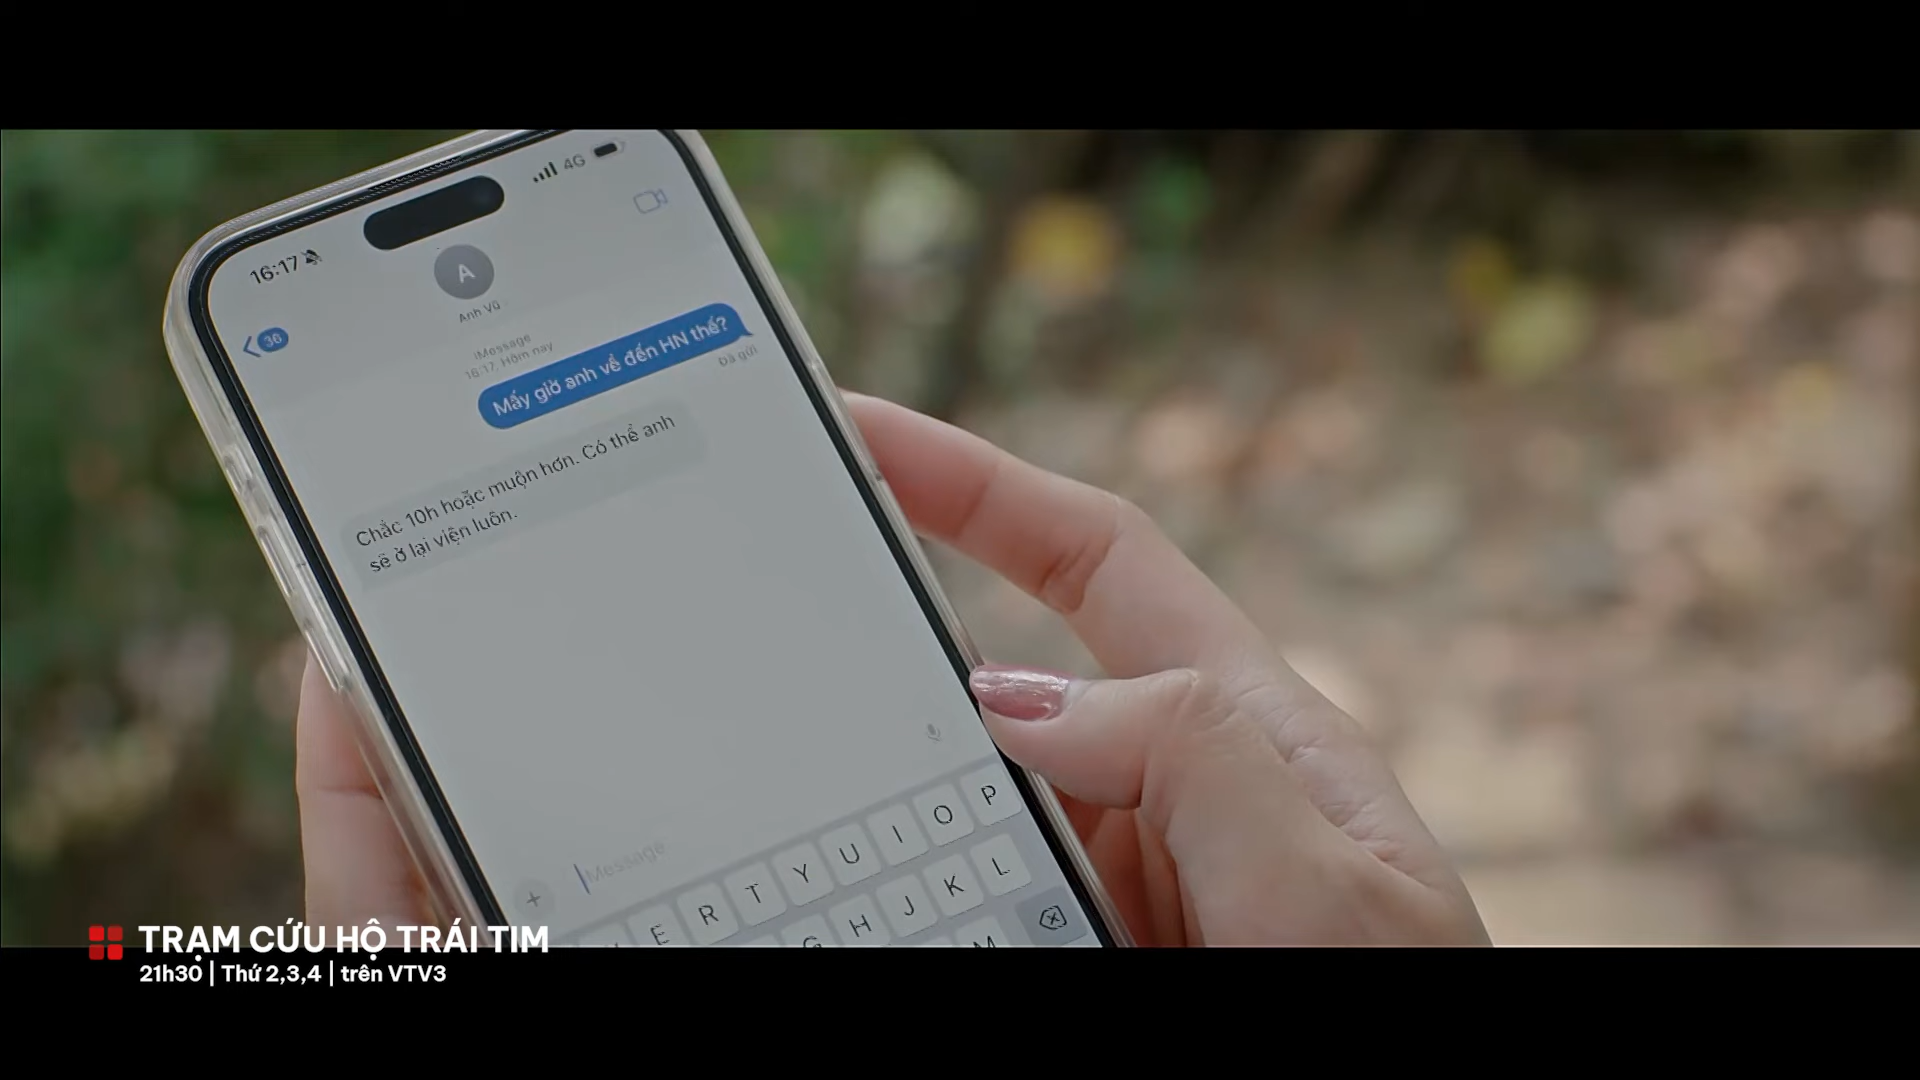 16:17
4G
36
A
Anh Vũ
iMessage
16:17, Hôm nay
Mấy giờ anh về đến HN thế?
Đã gửi
Chắc 10h hoặc muộn hơn. Có thể anh
sẽ ở lại viện luôn.
Message
E R T Y U I O P
G H J K L
M
TRẠM CỨU HỘ TRÁI TIM
21h30 | Thứ 2,3,4 | trên VTV3